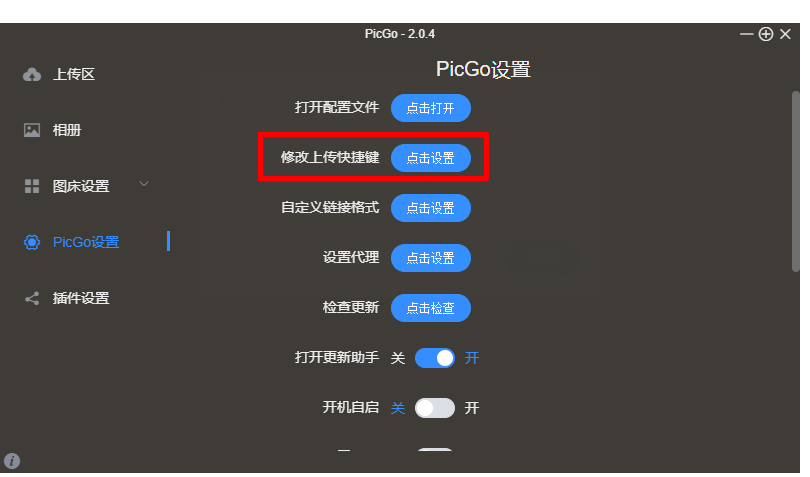 PicGo - 2.0.4
上传区
相册
图床设置
PicGo设置
插件设置
PicGo设置
打开配置文件 点击打开
修改上传快捷键 点击设置
自定义链接格式 点击设置
设置代理 点击设置
检查更新 点击检查
打开更新助手 关 开
开机自启 关 开